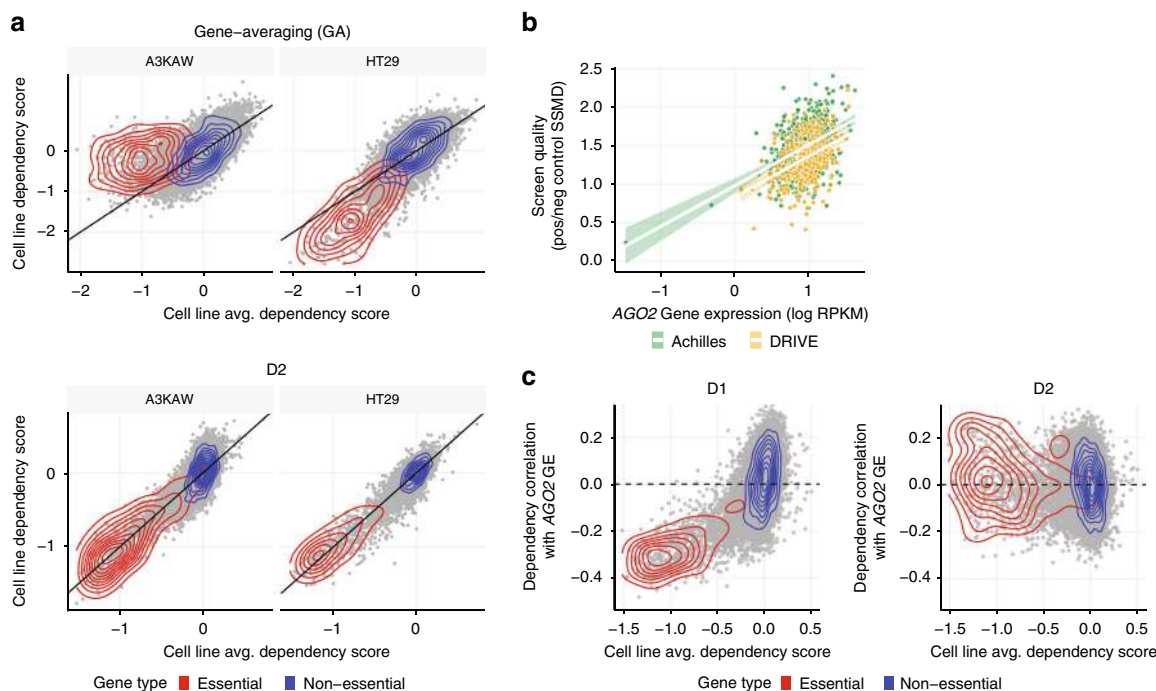 a
Gene−averaging (GA)
A3KAW
HT29
Cell line dependency score
0
−1
−2
−2
−1
0
−2
−1
0
Cell line avg. dependency score
D2
A3KAW
HT29
Cell line dependency score
0
−1
−1
0
−1
0
Cell line avg. dependency score
Gene type
Essential
Non−essential
b
Screen quality
(pos/neg control SSMD)
2.5
2.0
1.5
1.0
0.5
0.0
−1
0
1
AGO2 Gene expression (log RPKM)
Achilles
DRIVE
c
D1
Dependency correlation
with AGO2 GE
0.2
0.0
−0.2
−0.4
−1.5
−1.0
−0.5
0.0
0.5
Cell line avg. dependency score
D2
Dependency correlation
with AGO2 GE
0.2
0.0
−0.2
−0.4
−1.5
−1.0
−0.5
0.0
0.5
Cell line avg. dependency score
Gene type
Essential
Non−essential